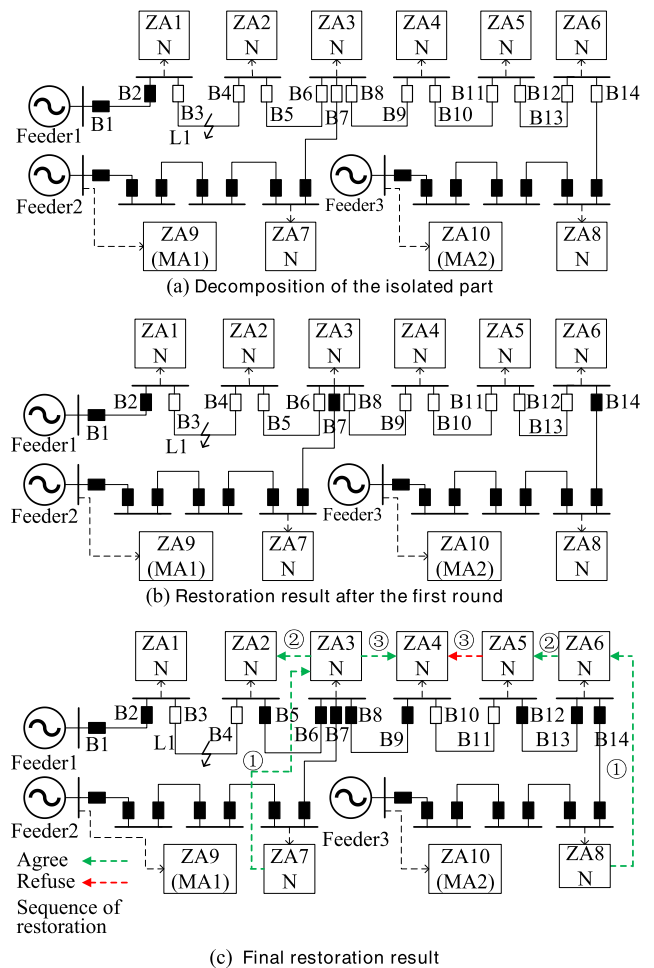 ZA1 ZA2 ZA3 ZA4 ZA5 ZA6
N N N N N N
B2 B4 B6 B8 B11 B12 B14
B3 B5 B7 B9 B10 B13
B1 L1
Feeder1
Feeder2 Feeder3
ZA9 ZA7 ZA10 ZA8
(MA1) N (MA2) N
(a) Decomposition of the isolated part
ZA1 ZA2 ZA3 ZA4 ZA5 ZA6
N N N N N N
B2 B4 B6 B8 B11 B12 B14
B3 B5 B7 B9 B10 B13
B1 L1
Feeder1
Feeder2 Feeder3
ZA9 ZA7 ZA10 ZA8
(MA1) N (MA2) N
(b) Restoration result after the first round
ZA1 ZA2 ② ZA3 ③ ZA4 ③ ZA5 ② ZA6
N N N N N N
B2 B3 B5 B8 B10 B12
B1 L1 B4 B6 B7 B9 B11 B13 B14
Feeder1 ① ①
Feeder2 Feeder3
Agree ZA9 ZA7 ZA10 ZA8
Refuse (MA1) N (MA2) N
Sequence of
restoration
(c) Final restoration result